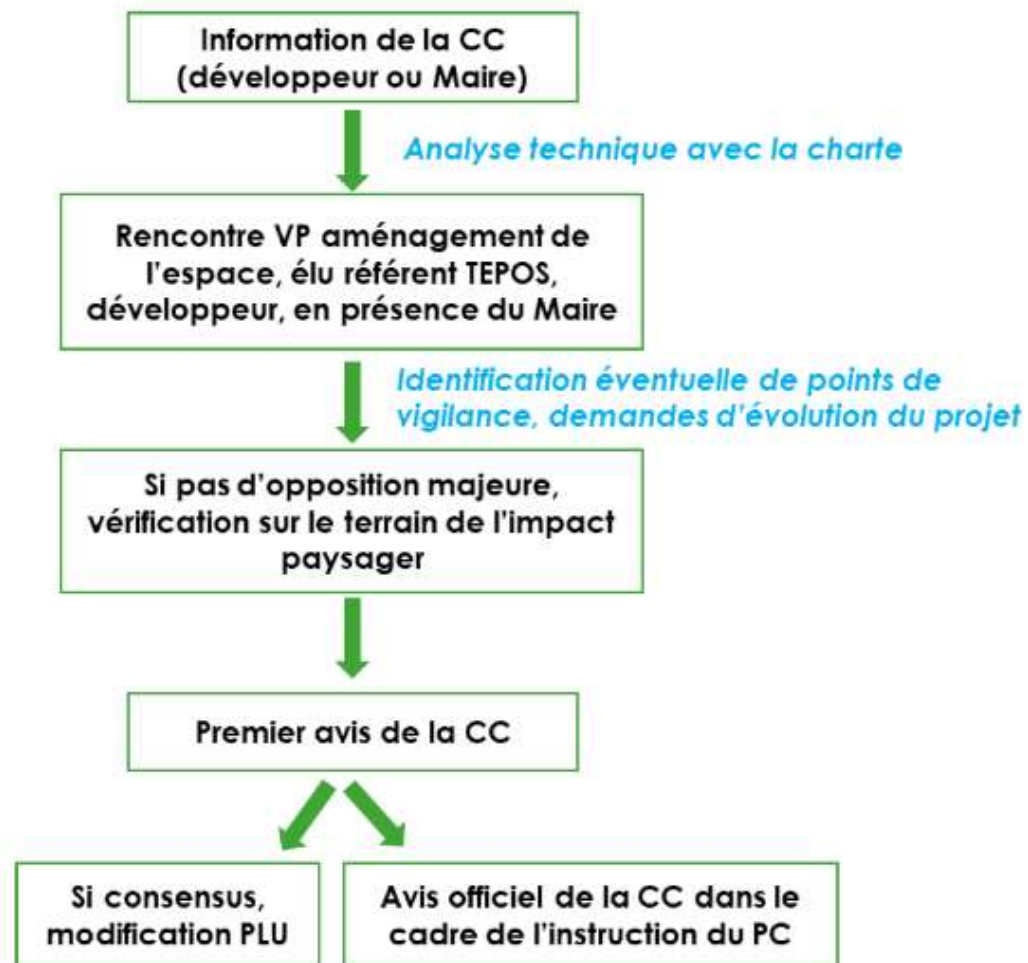 Information de la CC
(développeur ou Maire)
Analyse technique avec la charte
Rencontre VP aménagement de
l'espace, élu référent TEPOS,
développeur, en présence du Maire
Identification éventuelle de points de
vigilance, demandes d'évolution du projet
Si pas d'opposition majeure,
vérification sur le terrain de l'impact
paysager
Premier avis de la CC
Si consensus,
modification PLU
Avis officiel de la CC dans le
cadre de l'instruction du PC